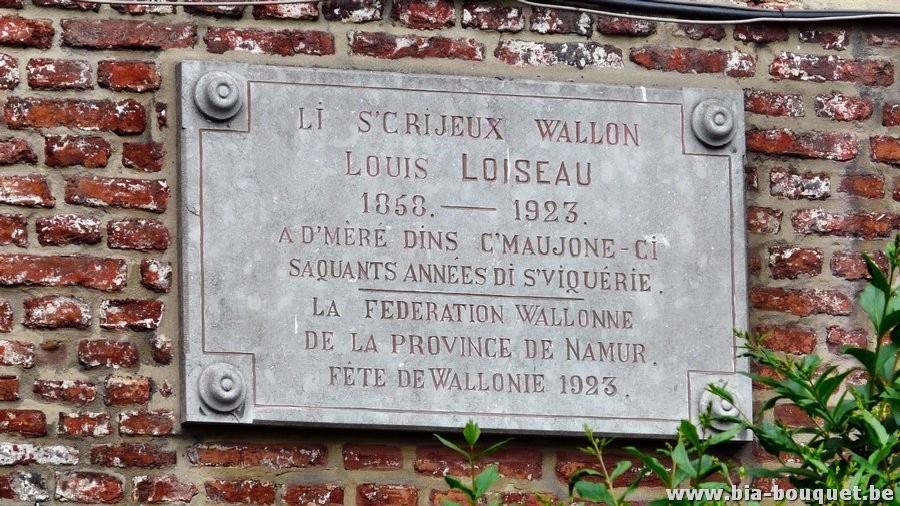 Li S'CRIJEUX WALLON
LOUIS LOISEAU
1858. — 1923.
A D'MÈRÉ DINS C'MAUJONE-Ci
SAQUANTS ANNÉES Di S'VIQUÉRIE.
LA FEDERATION WALLONNE
DE LA PROVINCE DE NAMUR.
FÊTE DE WALLONIE 1923.
www.bia-bouquet.be